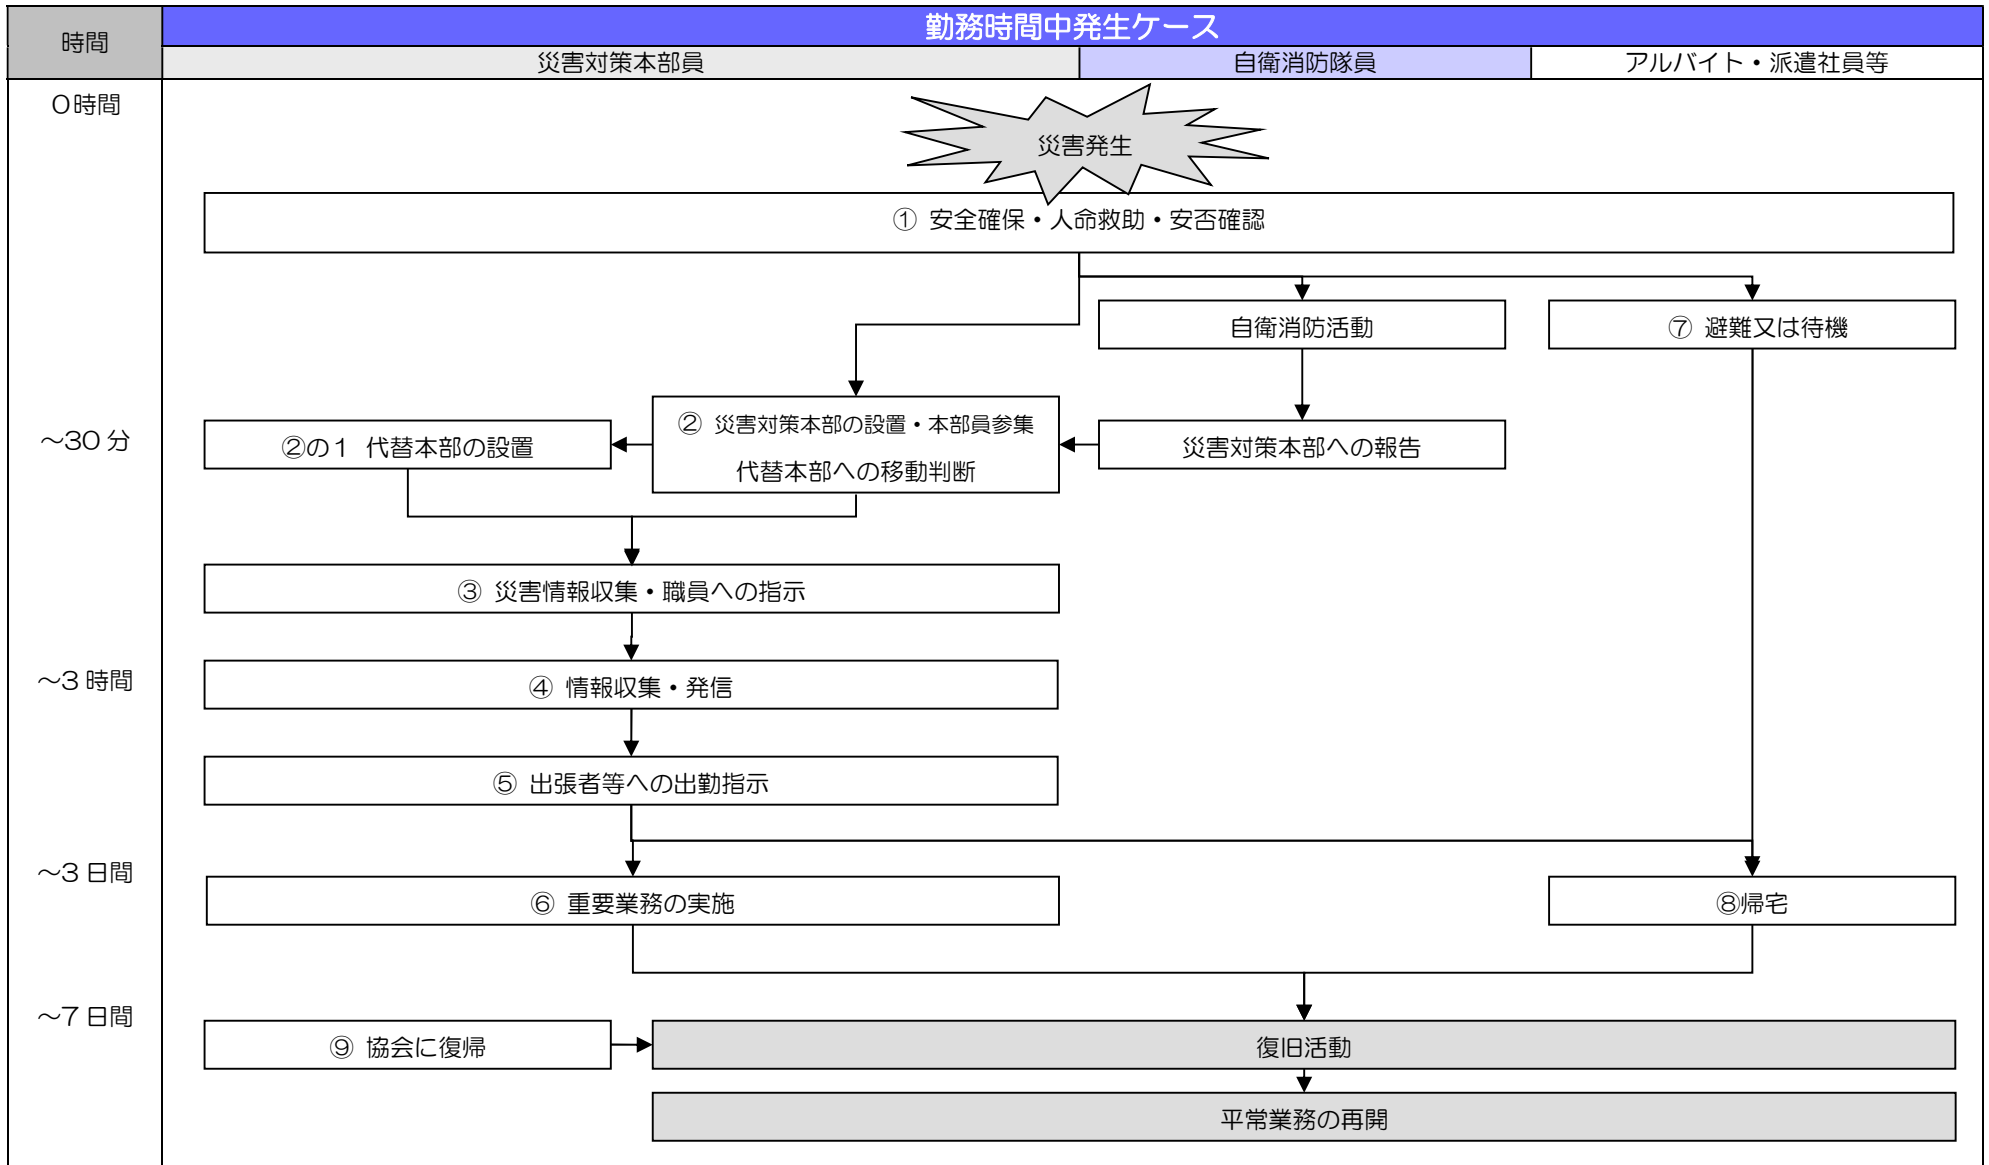 時間
勤務時間中発生ケース
災害対策本部員
自衛消防隊員
アルバイト・派遣社員等
０時間
災害発生
① 安全確保・人命救助・安否確認
自衛消防活動
⑦ 避難又は待機
～30 分
②の１ 代替本部の設置
② 災害対策本部の設置・本部員参集
代替本部への移動判断
災害対策本部への報告
③ 災害情報収集・職員への指示
～3 時間
④ 情報収集・発信
⑤ 出張者等への出勤指示
～3 日間
⑥ 重要業務の実施
⑧帰宅
～7 日間
⑨ 協会に復帰
復旧活動
平常業務の再開